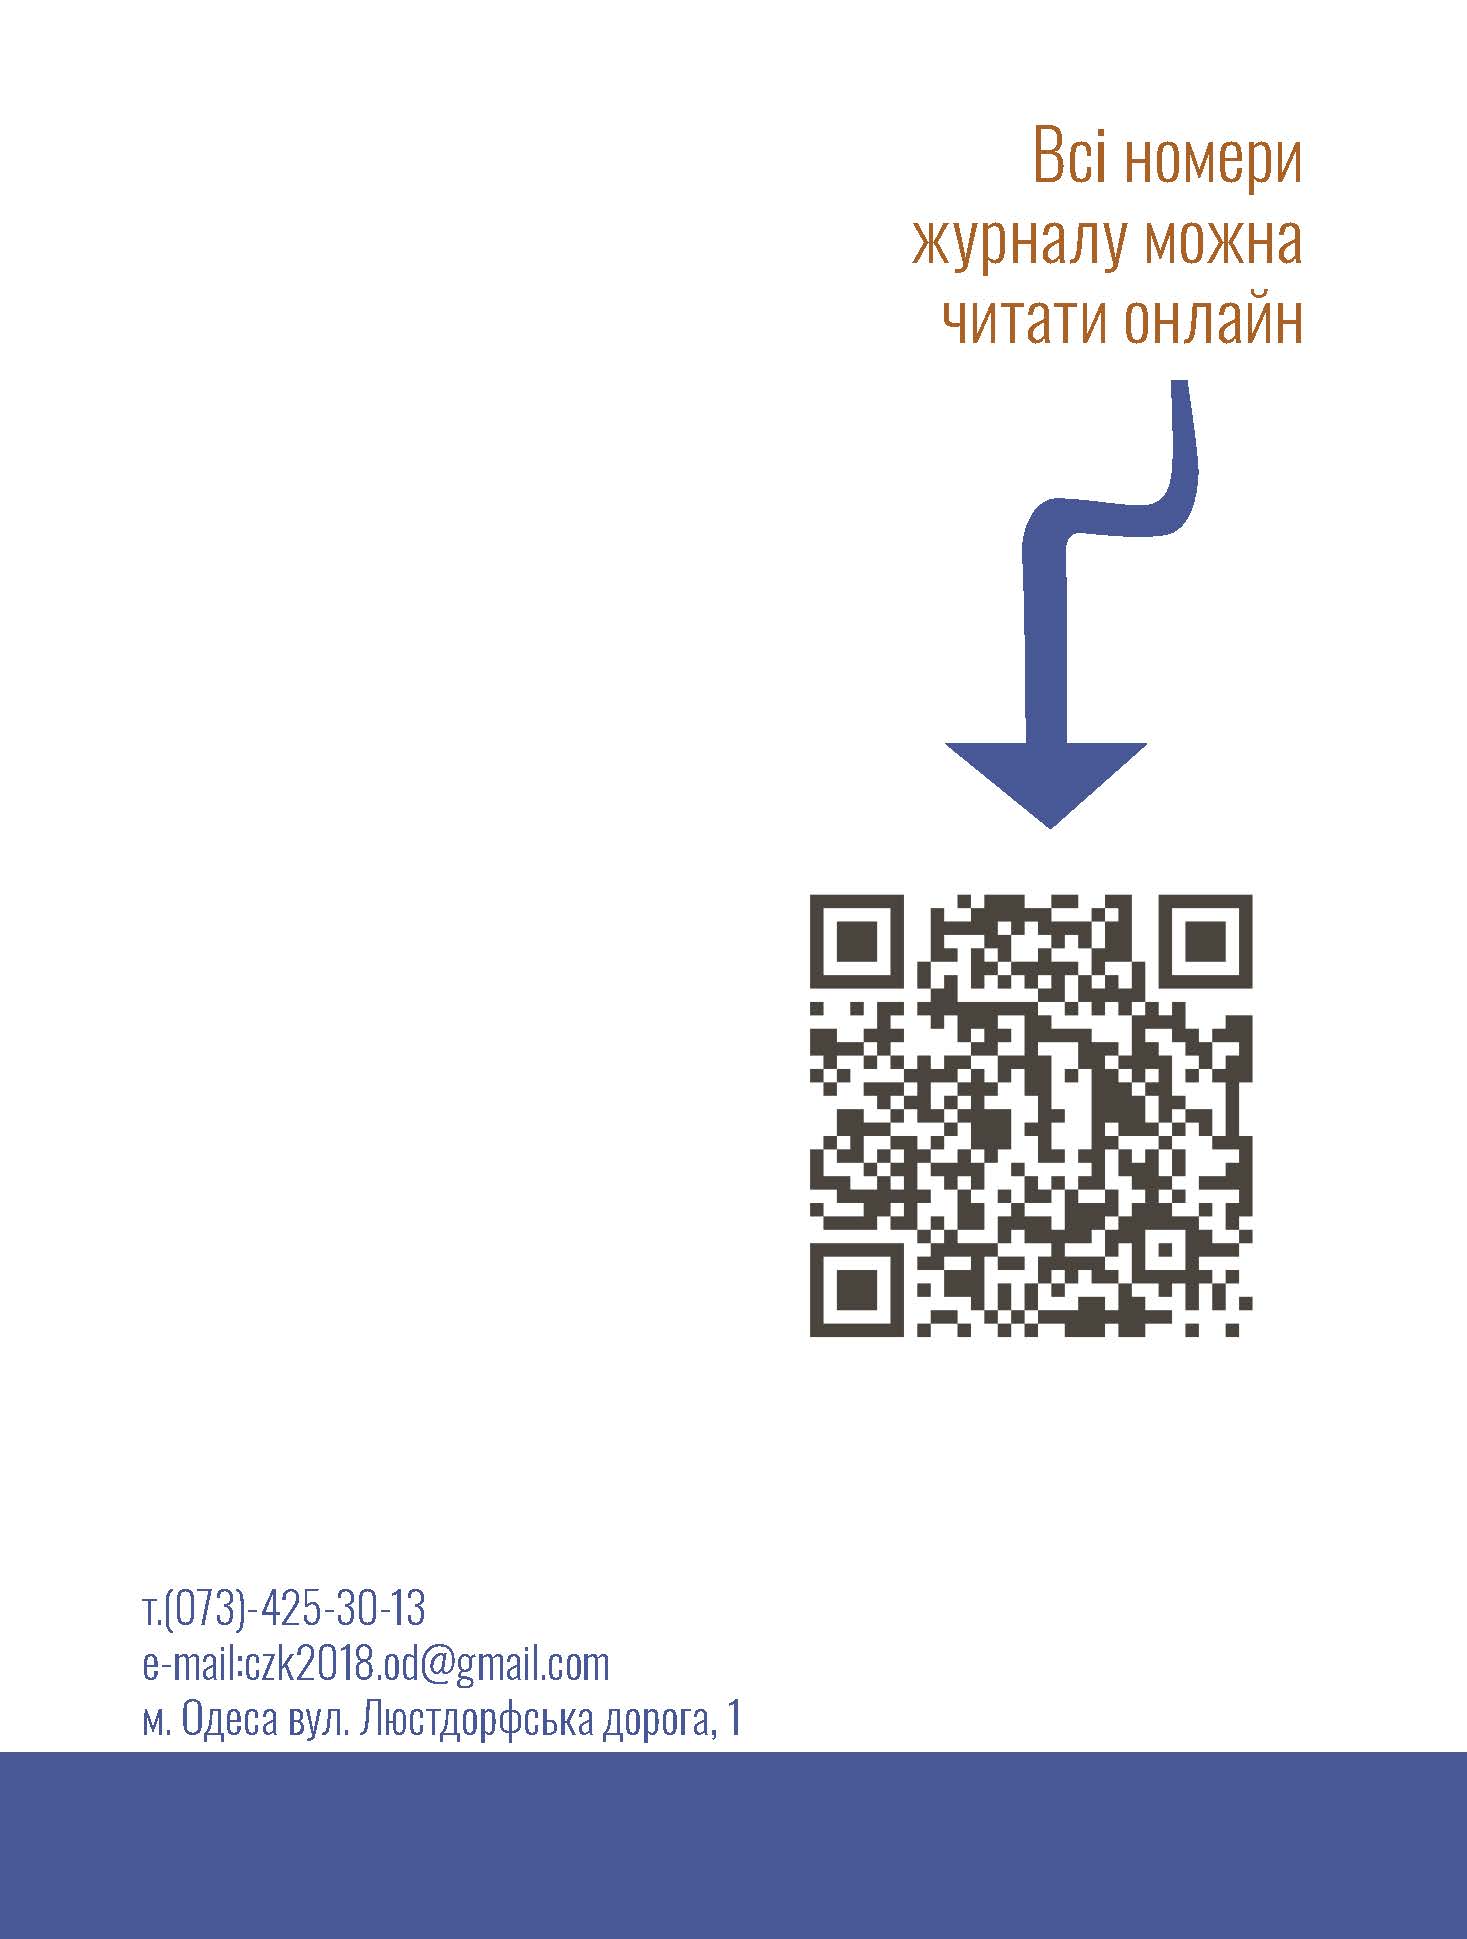 Всі номери
журналу можна
читати онлайн
т.(073)-425-30-13
e-mail:czk2018.od@gmail.com
м. Одеса вул. Люстдорфська дорога, 1